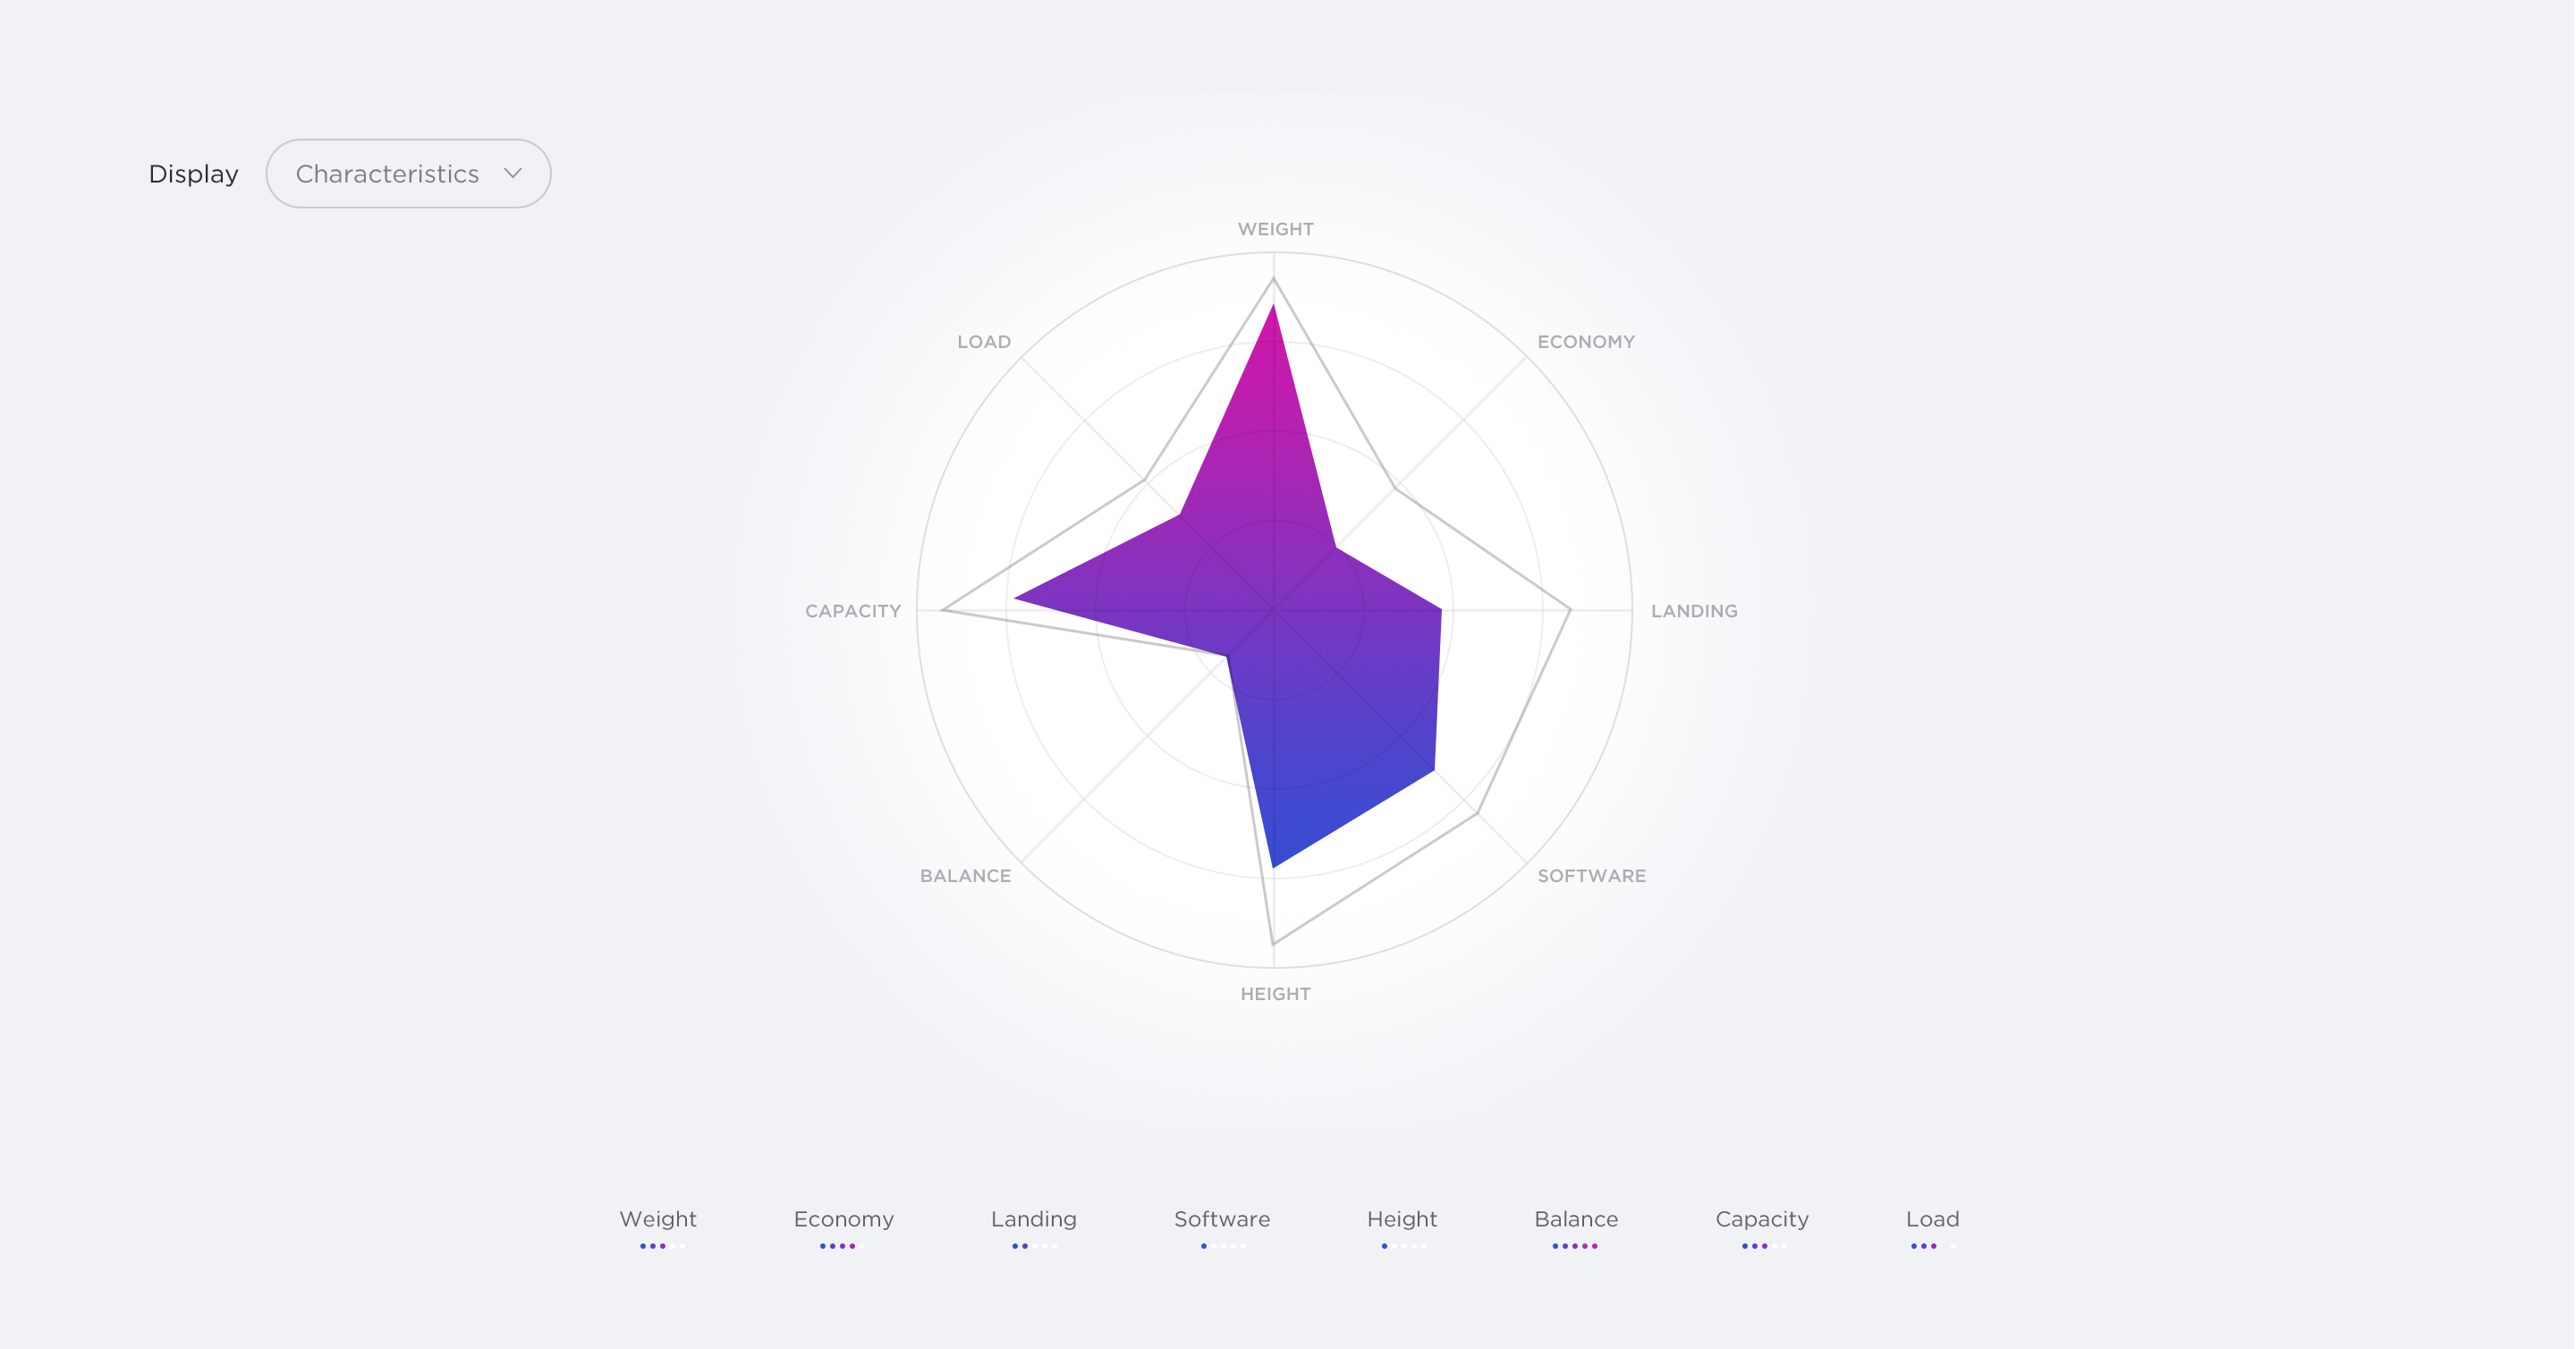 Display
Characteristics
WEIGHT
LOAD
ECONOMY
CAPACITY
LANDING
BALANCE
SOFTWARE
HEIGHT
Weight
Economy
Landing
Software
Height
Balance
Capacity
Load